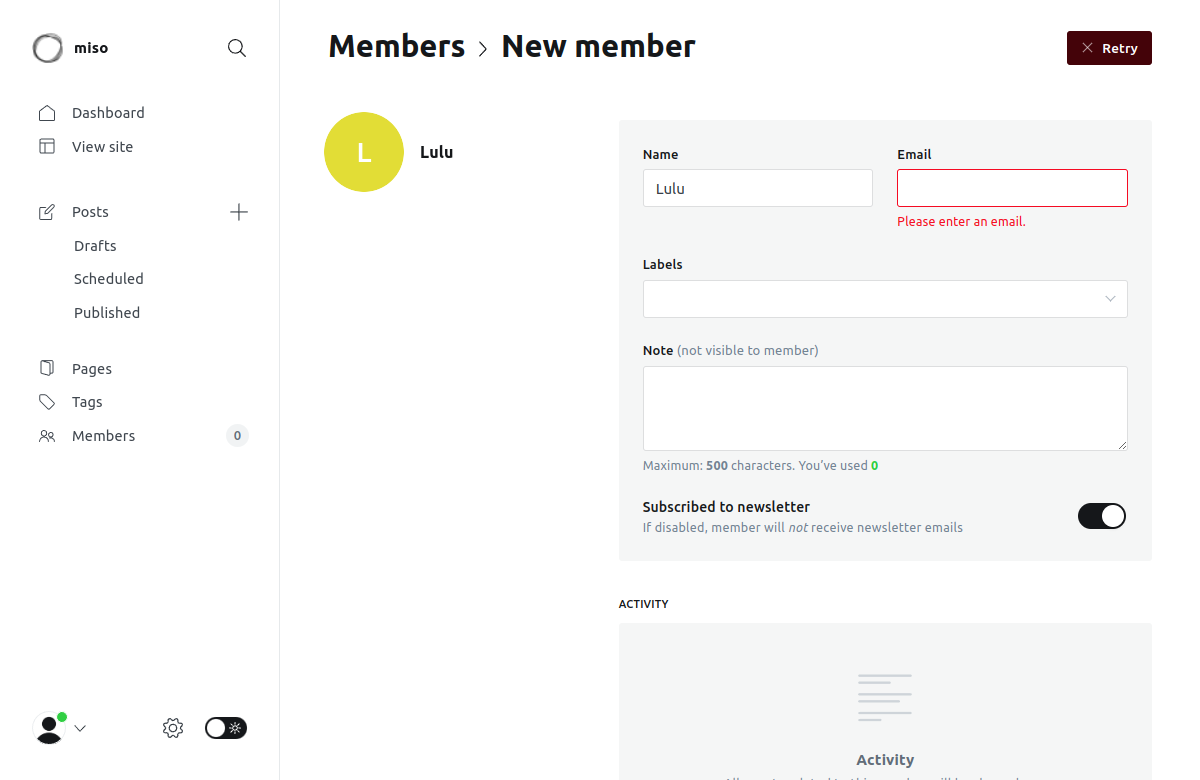 miso
Dashboard
View site
Posts
Drafts
Scheduled
Published
Pages
Tags
Members 0
Members
New member
Retry
L
Lulu
Name
Lulu
Email
Please enter an email.
Labels
Note (not visible to member)
Maximum: 500 characters. You've used 0
Subscribed to newsletter
If disabled, member will not receive newsletter emails
ACTIVITY
Activity